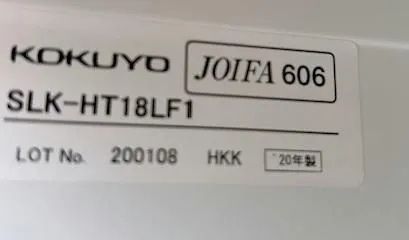 KOKUYO JOIFA 606
SLK-HT18LF1
LOT No. 200108 HKK '20年製